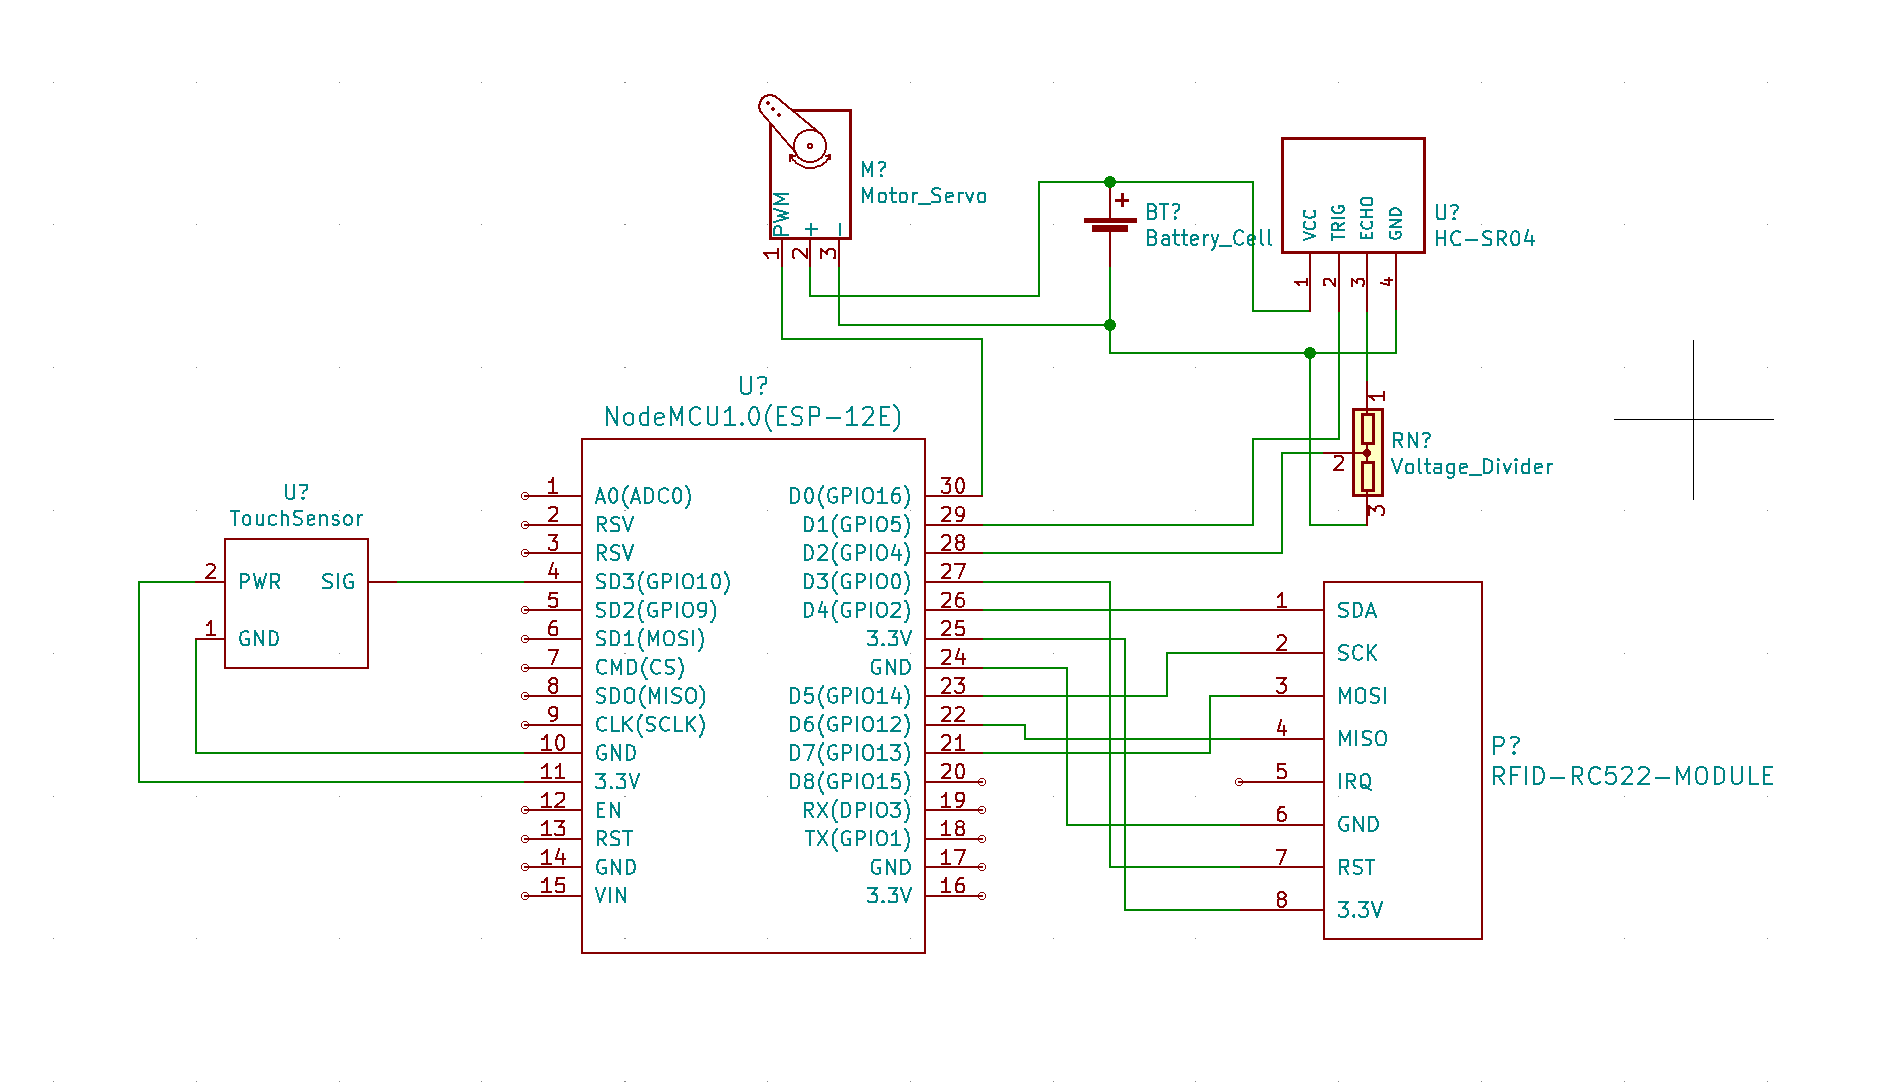 M?
Motor_Servo
PWM
+
−
1
2
3
+
BT?
Battery_Cell
VCC
TRIG
ECHO
GND
1
2
3
4
U?
HC-SR04
1
2
3
RN?
Voltage_Divider
U?
NodeMCU1.0(ESP-12E)
1 A0(ADC0) D0(GPIO16) 30
2 RSV D1(GPIO5) 29
3 RSV D2(GPIO4) 28
4 SD3(GPIO10) D3(GPIO0) 27
5 SD2(GPIO9) D4(GPIO2) 26
6 SD1(MOSI) 3.3V 25
7 CMD(CS) GND 24
8 SDO(MISO) D5(GPIO14) 23
9 CLK(SCLK) D6(GPIO12) 22
10 GND D7(GPIO13) 21
11 3.3V D8(GPIO15) 20
12 EN RX(DPIO3) 19
13 RST TX(GPIO1) 18
14 GND GND 17
15 VIN 3.3V 16
U?
TouchSensor
2 PWR SIG
1 GND
1 SDA
2 SCK
3 MOSI
4 MISO
5 IRQ
6 GND
7 RST
8 3.3V
P?
RFID-RC522-MODULE